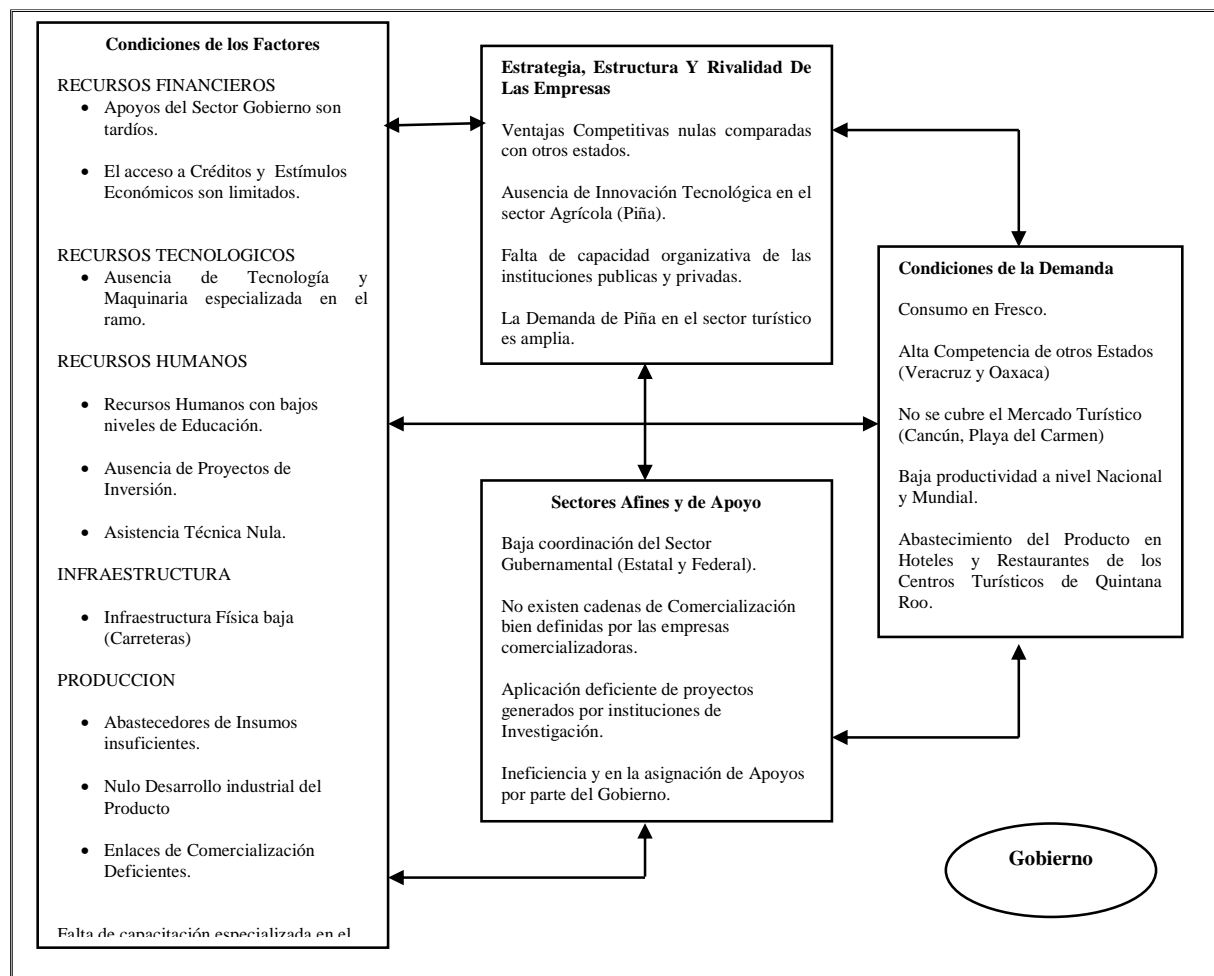 Condiciones de los Factores
RECURSOS FINANCIEROS
• Apoyos del Sector Gobierno son
tardíos.
• El acceso a Créditos y Estímulos
Económicos son limitados.
RECURSOS TECNOLOGICOS
• Ausencia de Tecnología y
Maquinaria especializada en el
ramo.
RECURSOS HUMANOS
• Recursos Humanos con bajos
niveles de Educación.
• Ausencia de Proyectos de
Inversión.
• Asistencia Técnica Nula.
INFRAESTRUCTURA
• Infraestructura Física baja
(Carreteras)
PRODUCCION
• Abastecedores de Insumos
insuficientes.
• Nulo Desarrollo industrial del
Producto
• Enlaces de Comercialización
Deficientes.
Falta de capacitación especializada en el
Estrategia, Estructura Y Rivalidad De
Las Empresas
Ventajas Competitivas nulas comparadas
con otros estados.
Ausencia de Innovación Tecnológica en el
sector Agrícola (Piña).
Falta de capacidad organizativa de las
instituciones publicas y privadas.
La Demanda de Piña en el sector turístico
es amplia.
Sectores Afines y de Apoyo
Baja coordinación del Sector
Gubernamental (Estatal y Federal).
No existen cadenas de Comercialización
bien definidas por las empresas
comercializadoras.
Aplicación deficiente de proyectos
generados por instituciones de
Investigación.
Ineficiencia y en la asignación de Apoyos
por parte del Gobierno.
Condiciones de la Demanda
Consumo en Fresco.
Alta Competencia de otros Estados
(Veracruz y Oaxaca)
No se cubre el Mercado Turístico
(Cancún, Playa del Carmen)
Baja productividad a nivel Nacional
y Mundial.
Abastecimiento del Producto en
Hoteles y Restaurantes de los
Centros Turísticos de Quintana
Roo.
Gobierno